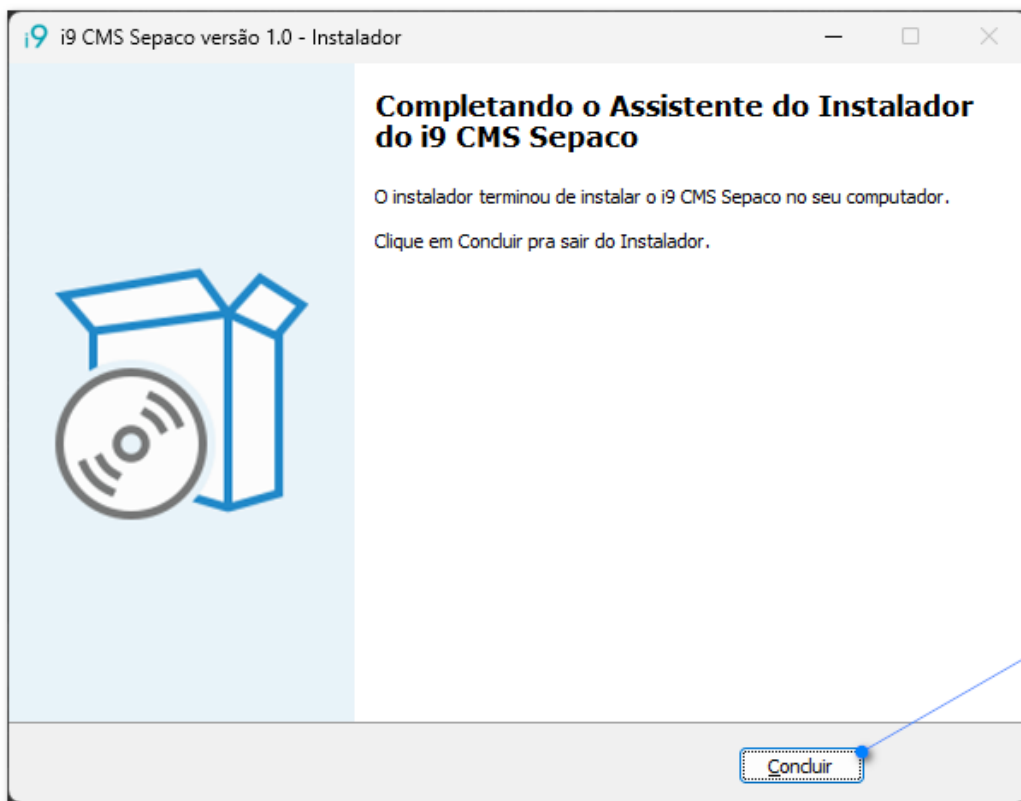 i9 i9 CMS Sepaco versão 1.0 - Instalador
Completando o Assistente do Instalador
do i9 CMS Sepaco
O instalador terminou de instalar o i9 CMS Sepaco no seu computador.
Clique em Concluir pra sair do Instalador.
Concluir